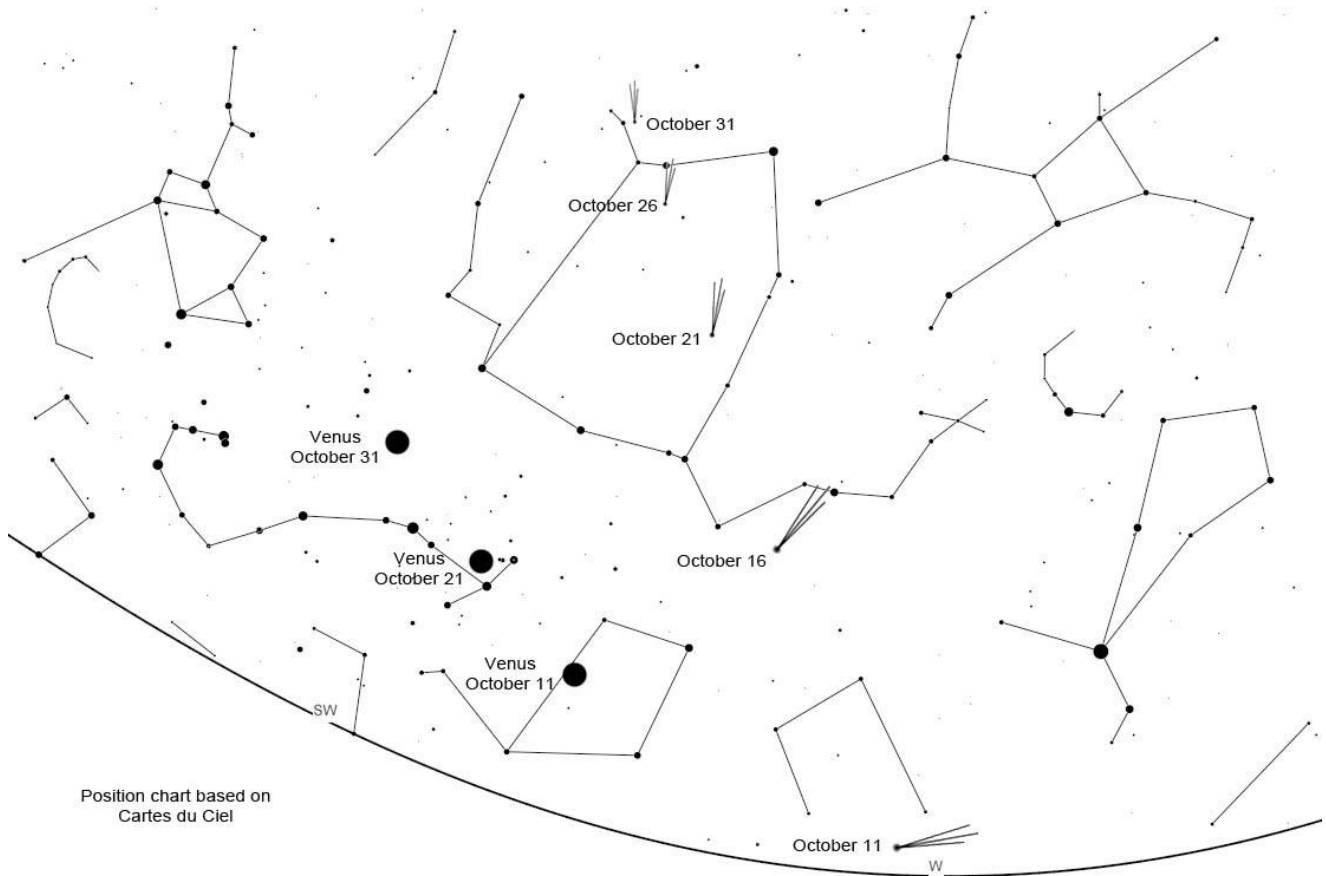 October 31
October 26
October 21
Venus
October 31
October 16
Venus
October 21
Venus
October 11
SW
Position chart based on
Cartes du Ciel
October 11
W